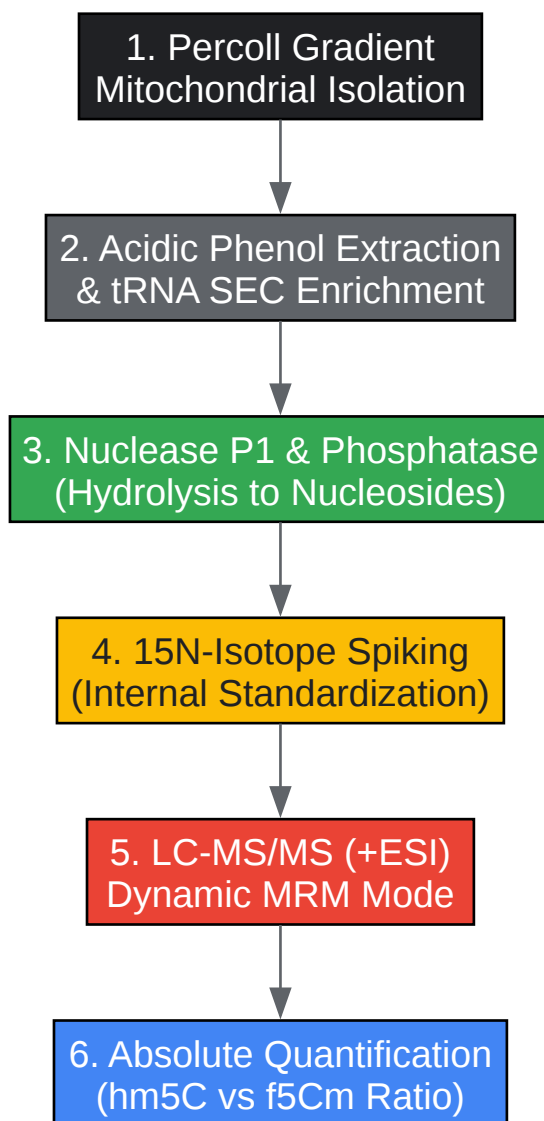 1. Percoll Gradient
Mitochondrial Isolation
2. Acidic Phenol Extraction
& tRNA SEC Enrichment
3. Nuclease P1 & Phosphatase
(Hydrolysis to Nucleosides)
4. 15N-Isotope Spiking
(Internal Standardization)
5. LC-MS/MS (+ESI)
Dynamic MRM Mode
6. Absolute Quantification
(hm5C vs f5Cm Ratio)